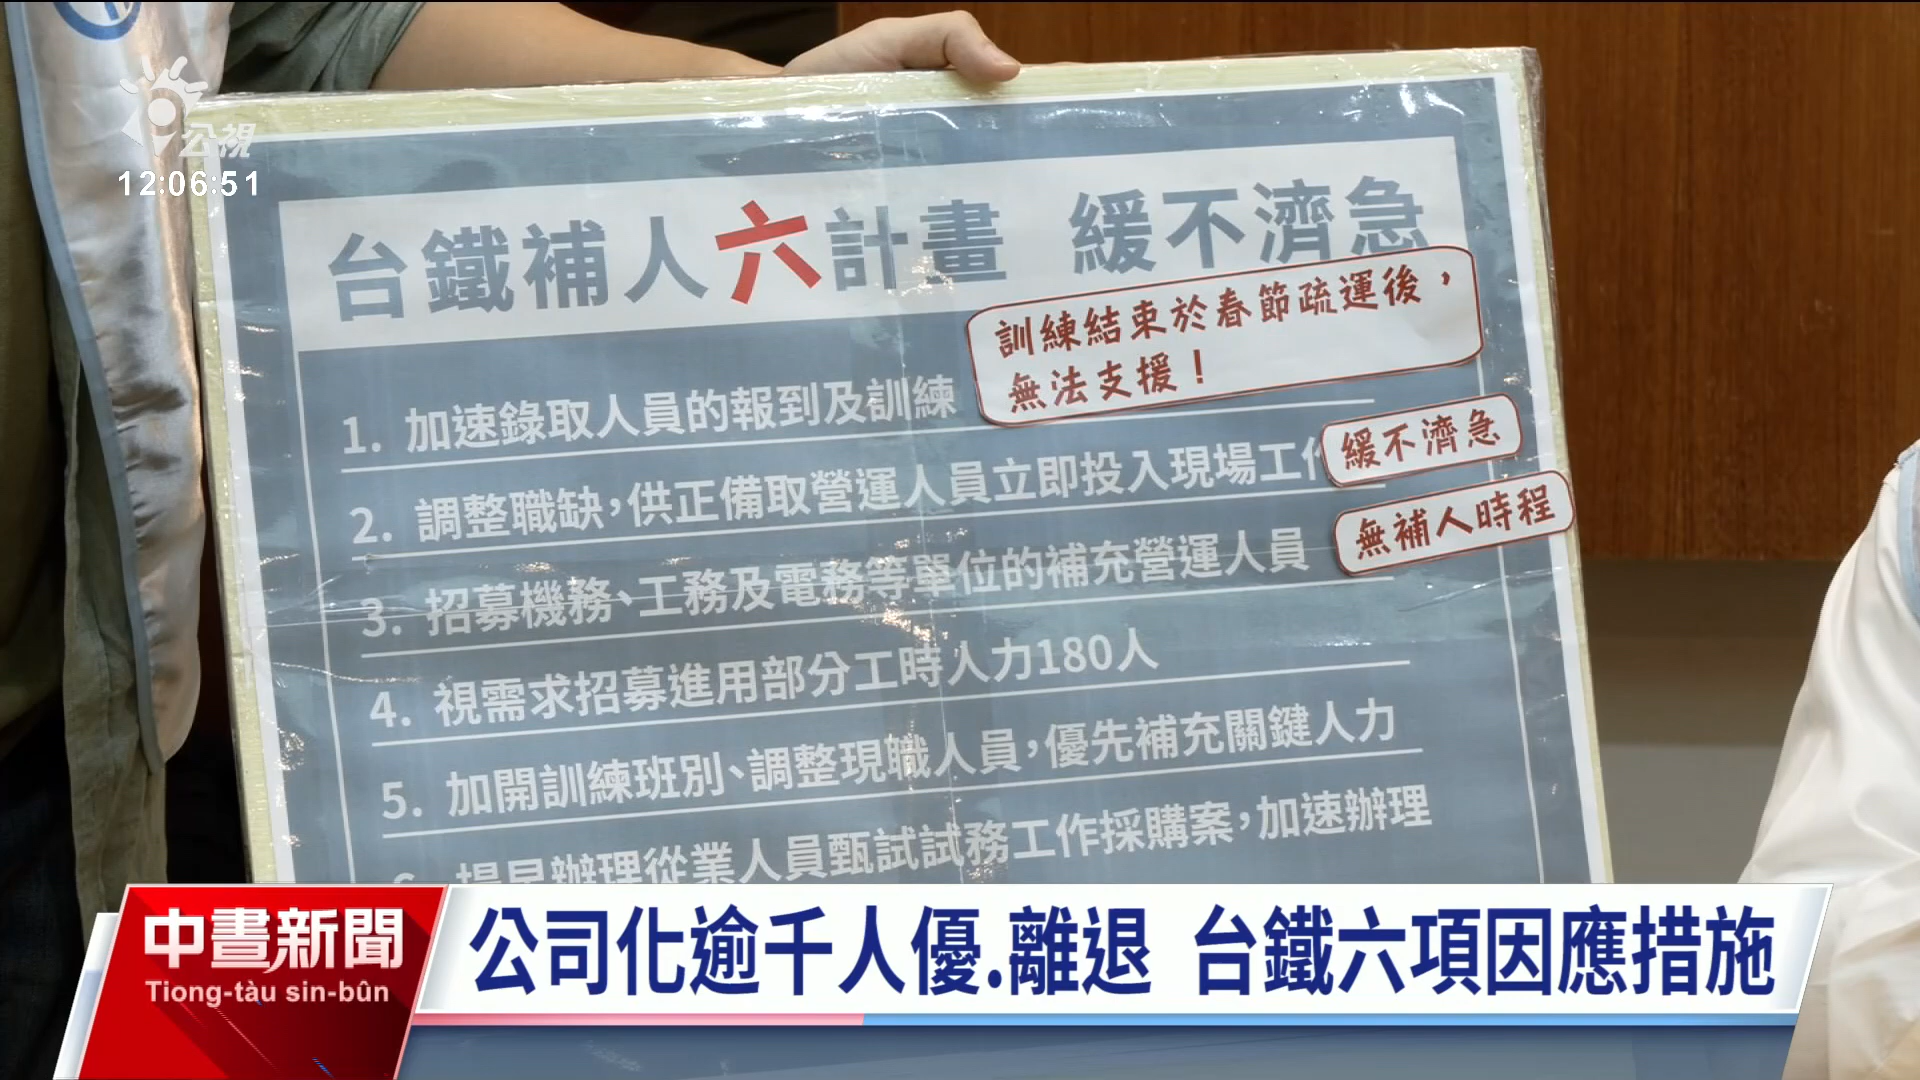 公視
12:06:51
台鐵補人六計畫 緩不濟急
訓練結束於春節疏運後，
無法支援！
1. 加速錄取人員的報到及訓練
2. 調整職缺，供正備取營運人員立即投入現場工作
緩不濟急
3. 招募機務、工務及電務等單位的補充營運人員
無補人時程
4. 視需求招募進用部分工時人力180人
5. 加開訓練班別、調整現職人員，優先補充關鍵人力
6. 提早辦理從業人員甄試試務工作採購案，加速辦理
中晝新聞
Tiong-tàu sin-bûn
公司化逾千人優.離退 台鐵六項因應措施